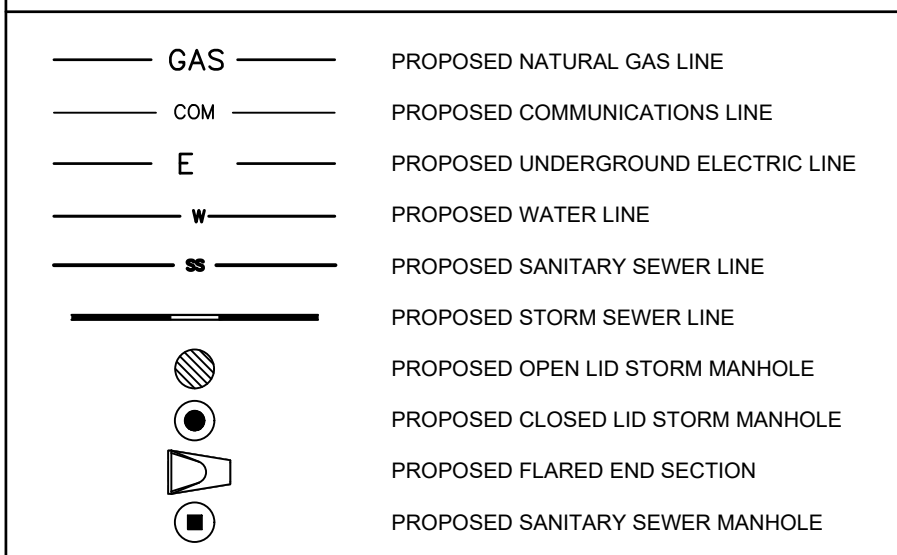 GAS PROPOSED NATURAL GAS LINE
COM PROPOSED COMMUNICATIONS LINE
E PROPOSED UNDERGROUND ELECTRIC LINE
W PROPOSED WATER LINE
SS PROPOSED SANITARY SEWER LINE
PROPOSED STORM SEWER LINE
PROPOSED OPEN LID STORM MANHOLE
PROPOSED CLOSED LID STORM MANHOLE
PROPOSED FLARED END SECTION
PROPOSED SANITARY SEWER MANHOLE